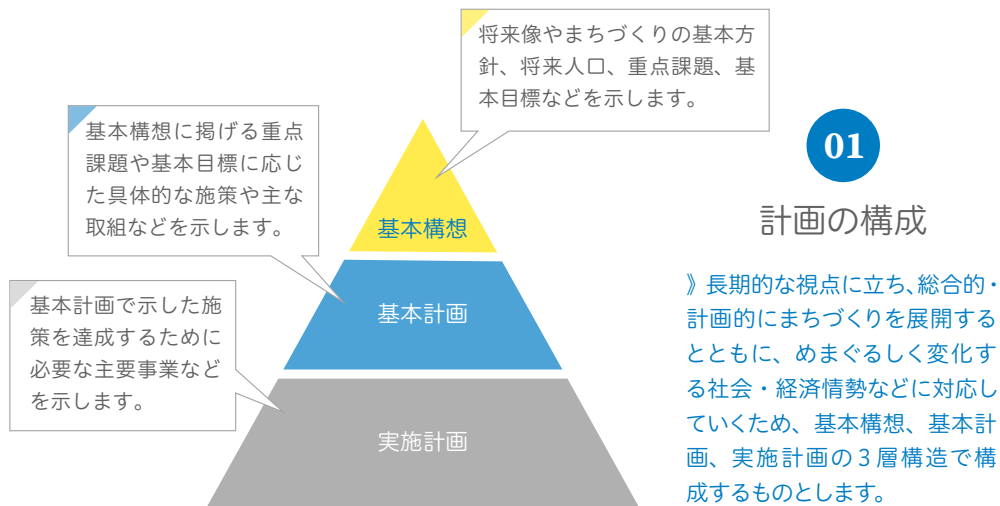 将来像やまちづくりの基本方
針、将来人口、重点課題、基
本目標などを示します。
基本構想に掲げる重点
課題や基本目標に応じ
た具体的な施策や主な
取組などを示します。
基本計画で示した施
策を達成するために
必要な主要事業など
を示します。
基本構想
基本計画
実施計画
01
計画の構成
》長期的な視点に立ち、総合的・
計画的にまちづくりを展開する
とともに、めまぐるしく変化す
る社会・経済情勢などに対応し
ていくため、基本構想、基本計
画、実施計画の3層構造で構
成するものとします。